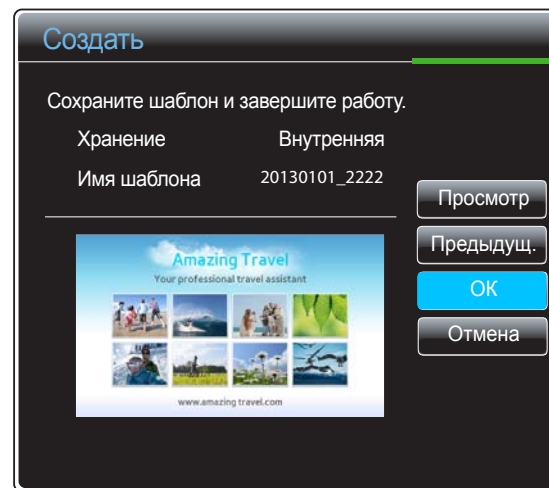 Создать
Сохраните шаблон и завершите работу.
Хранение Внутренняя
Имя шаблона 20130101_2222
Просмотр
Предыдущ.
ОК
Отмена
Amazing Travel
Your professional travel assistant
www.amazing travel.com